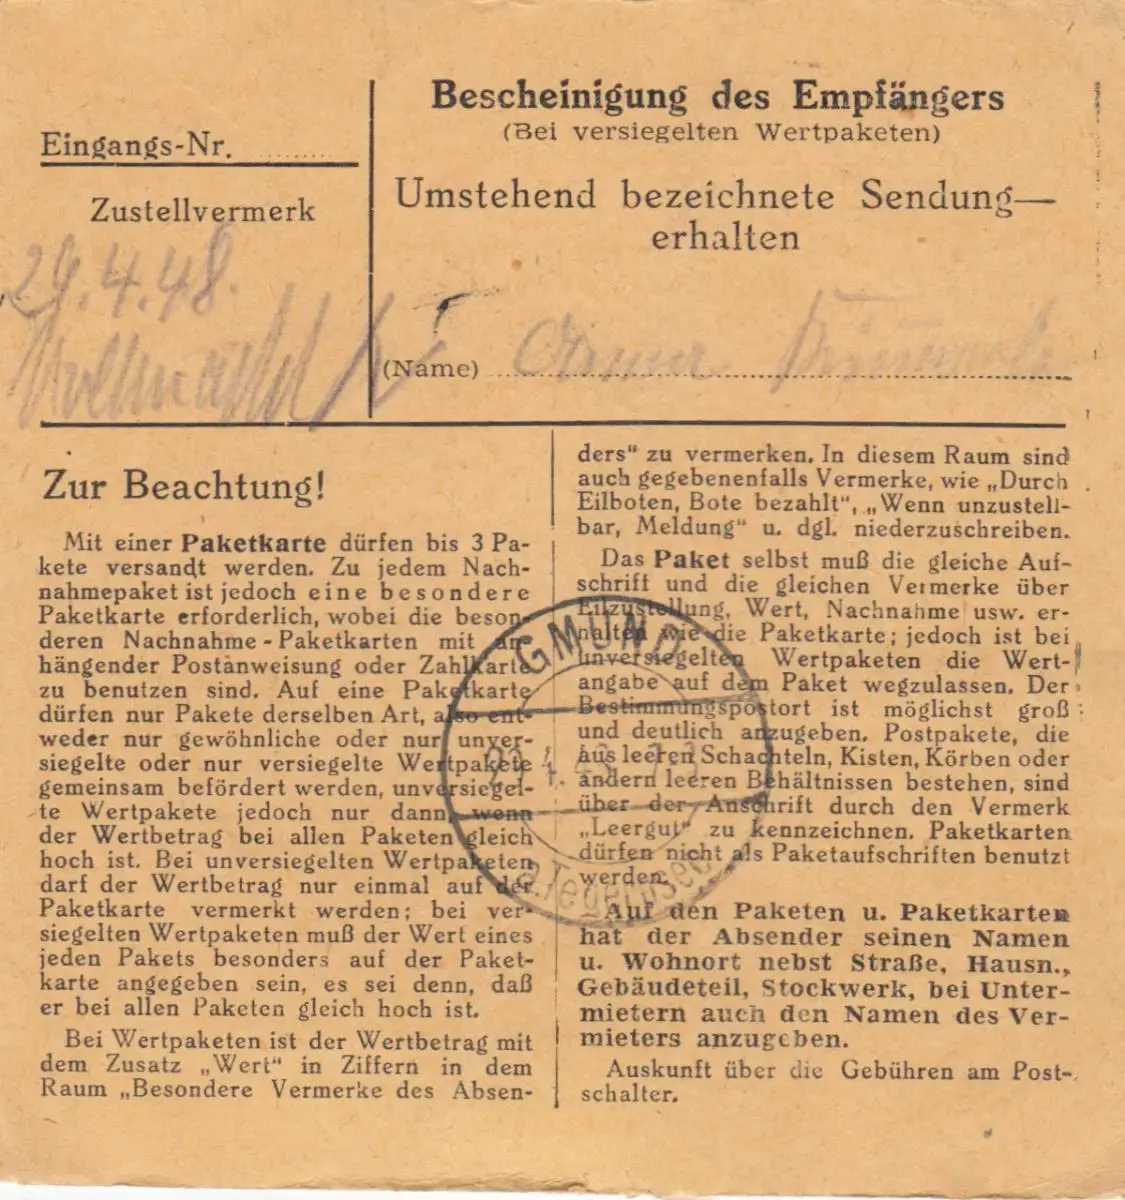 Eingangs-Nr.
Zustellvermerk
29.4.48.
Bescheinigung des Empfängers
(Bei versiegelten Wertpaketen)
Umstehend bezeichnete Sendung—
erhalten
(Name)
Zur Beachtung!
Mit einer Paketkarte dürfen bis 3 Pa-
kete versandt werden. Zu jedem Nach-
nahmepaket ist jedoch eine besondere
Paketkarte erforderlich, wobei die beson-
deren Nachnahme-Paketkarten mit an-
hängender Postanweisung oder Zahlkarte
zu benutzen sind. Auf eine Paketkarte
dürfen nur Pakete derselben Art, also ent-
weder nur gewöhnliche oder nur unver-
siegelte oder nur versiegelte Wertpakete
gemeinsam befördert werden, unversiegel-
te Wertpakete jedoch nur dann, wenn
der Wertbetrag bei allen Paketen gleich
hoch ist. Bei unversiegelten Wertpaketen
darf der Wertbetrag nur einmal auf der
Paketkarte vermerkt werden; bei ver-
siegelten Wertpaketen muß der Wert eines
jeden Pakets besonders auf der Paket-
karte angegeben sein, es sei denn, daß
er bei allen Paketen gleich hoch ist.
Bei Wertpaketen ist der Wertbetrag mit
dem Zusatz „Wert“ in Ziffern in dem
Raum „Besondere Vermerke des Absen-
ders“ zu vermerken. In diesem Raum sind
auch gegebenenfalls Vermerke, wie „Durch
Eilboten, Bote bezahlt“, „Wenn unzustell-
bar, Meldung“ u. dgl. niederzuschreiben.
Das Paket selbst muß die gleiche Auf-
schrift und die gleichen Vermerke über
Eilzustellung, Wert, Nachnahme usw. er-
halten wie die Paketkarte; jedoch ist bei
unversiegelten Wertpaketen die Wert-
angabe auf dem Paket wegzulassen. Der
Bestimmungspostort ist möglichst groß
und deutlich anzugeben. Postpakete, die
aus leeren Schachteln, Kisten, Körben oder
andern leeren Behältnissen bestehen, sind
über der Anschrift durch den Vermerk
„Leergut“ zu kennzeichnen. Paketkarten
dürfen nicht als Paketaufschriften benutzt
werden.
Auf den Paketen u. Paketkarten
hat der Absender seinen Namen
u. Wohnort nebst Straße, Hausn.,
Gebäudeteil, Stockwerk, bei Unter-
mietern auch den Namen des Ver-
mieters anzugeben.
Auskunft über die Gebühren am Post-
schalter.
GMUND
Tegernsee